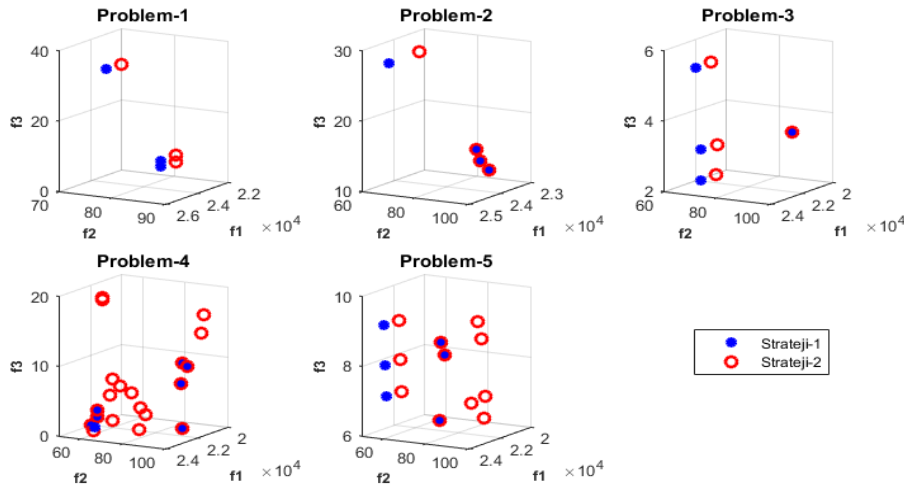 Problem-1
Problem-2
Problem-3
40
20
0
f3
70
80
90
f2
2.6
2.4
2.2
f1
×10^4
30
20
10
f3
60
80
100
f2
2.5
2.4
2.3
f1
×10^4
6
4
2
f3
60
80
100
f2
2.4
2.2
2
f1
×10^4
Problem-4
Problem-5
20
10
0
f3
60
80
100
f2
2.4
2.2
2
f1
×10^4
10
8
6
f3
60
80
100
f2
2.4
2.2
2
f1
×10^4
Strateji-1
Strateji-2